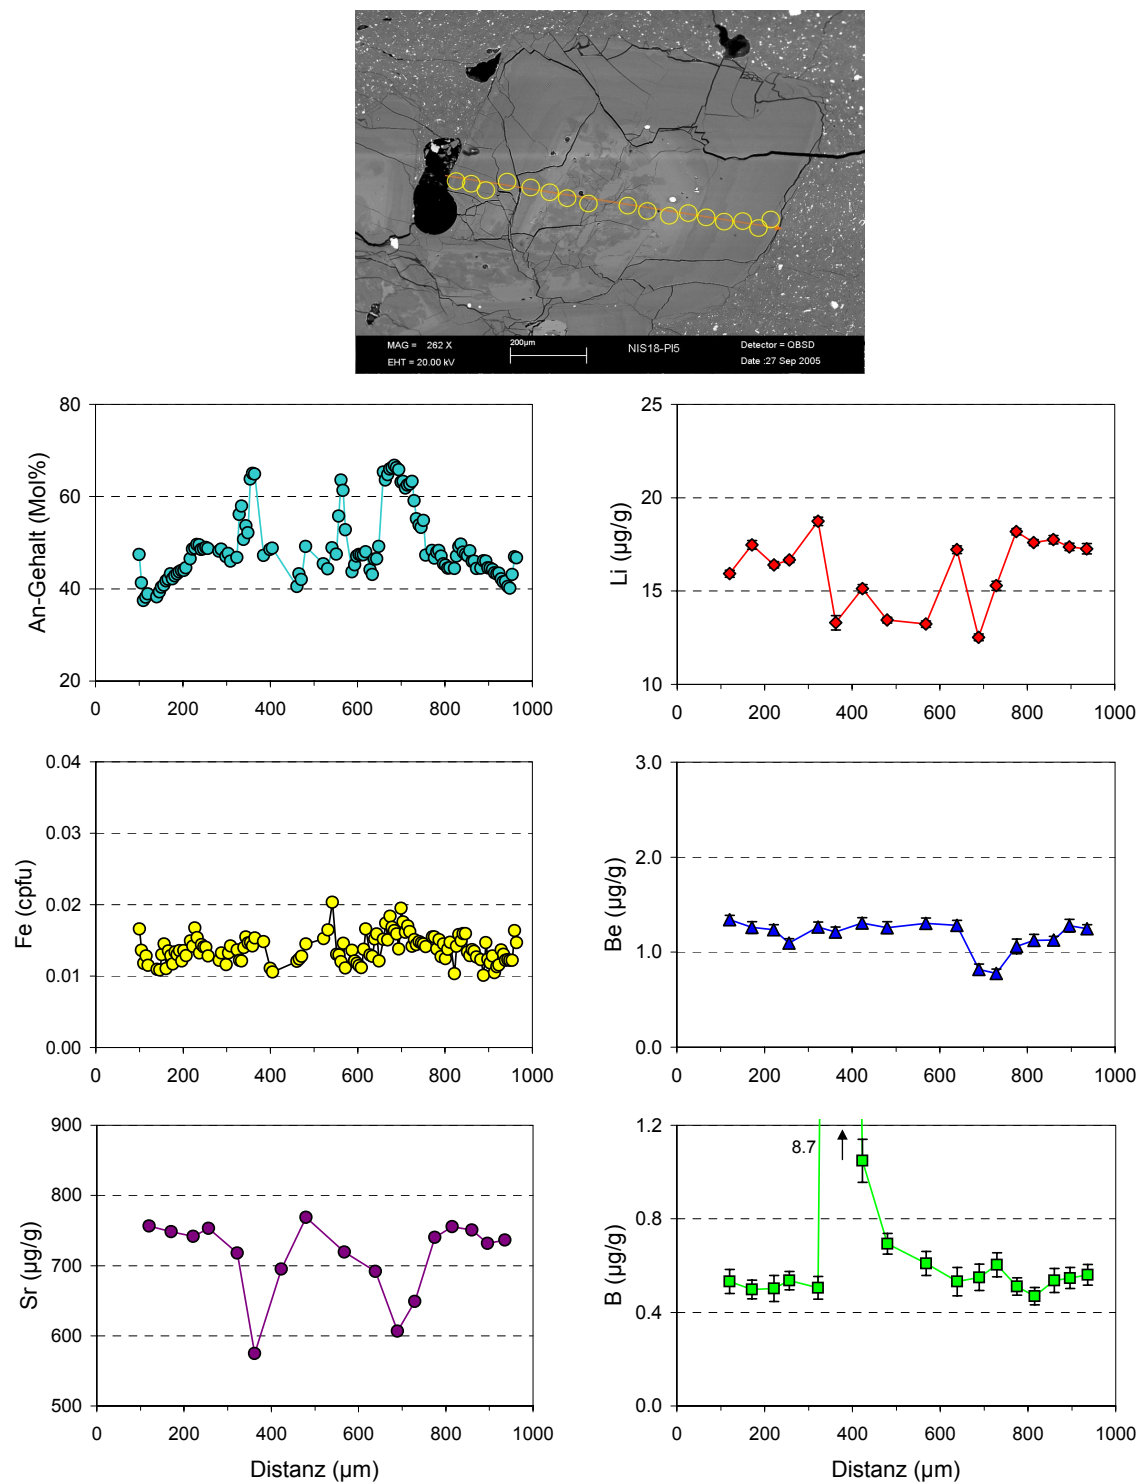 MAG = 262 X
200µm
NIS18-Pl5
Detector = QBSD
EHT = 20.00 kV
Date :27 Sep 2005
80
60
40
20
An-Gehalt (Mol%)
0 200 400 600 800 1000
25
20
15
10
Li (µg/g)
0 200 400 600 800 1000
0.04
0.03
0.02
0.01
0.00
Fe (cpfu)
0 200 400 600 800 1000
3.0
2.0
1.0
0.0
Be (µg/g)
0 200 400 600 800 1000
900
800
700
600
500
Sr (µg/g)
0 200 400 600 800 1000
Distanz (µm)
1.2
0.8
0.4
0.0
B (µg/g)
8.7
0 200 400 600 800 1000
Distanz (µm)